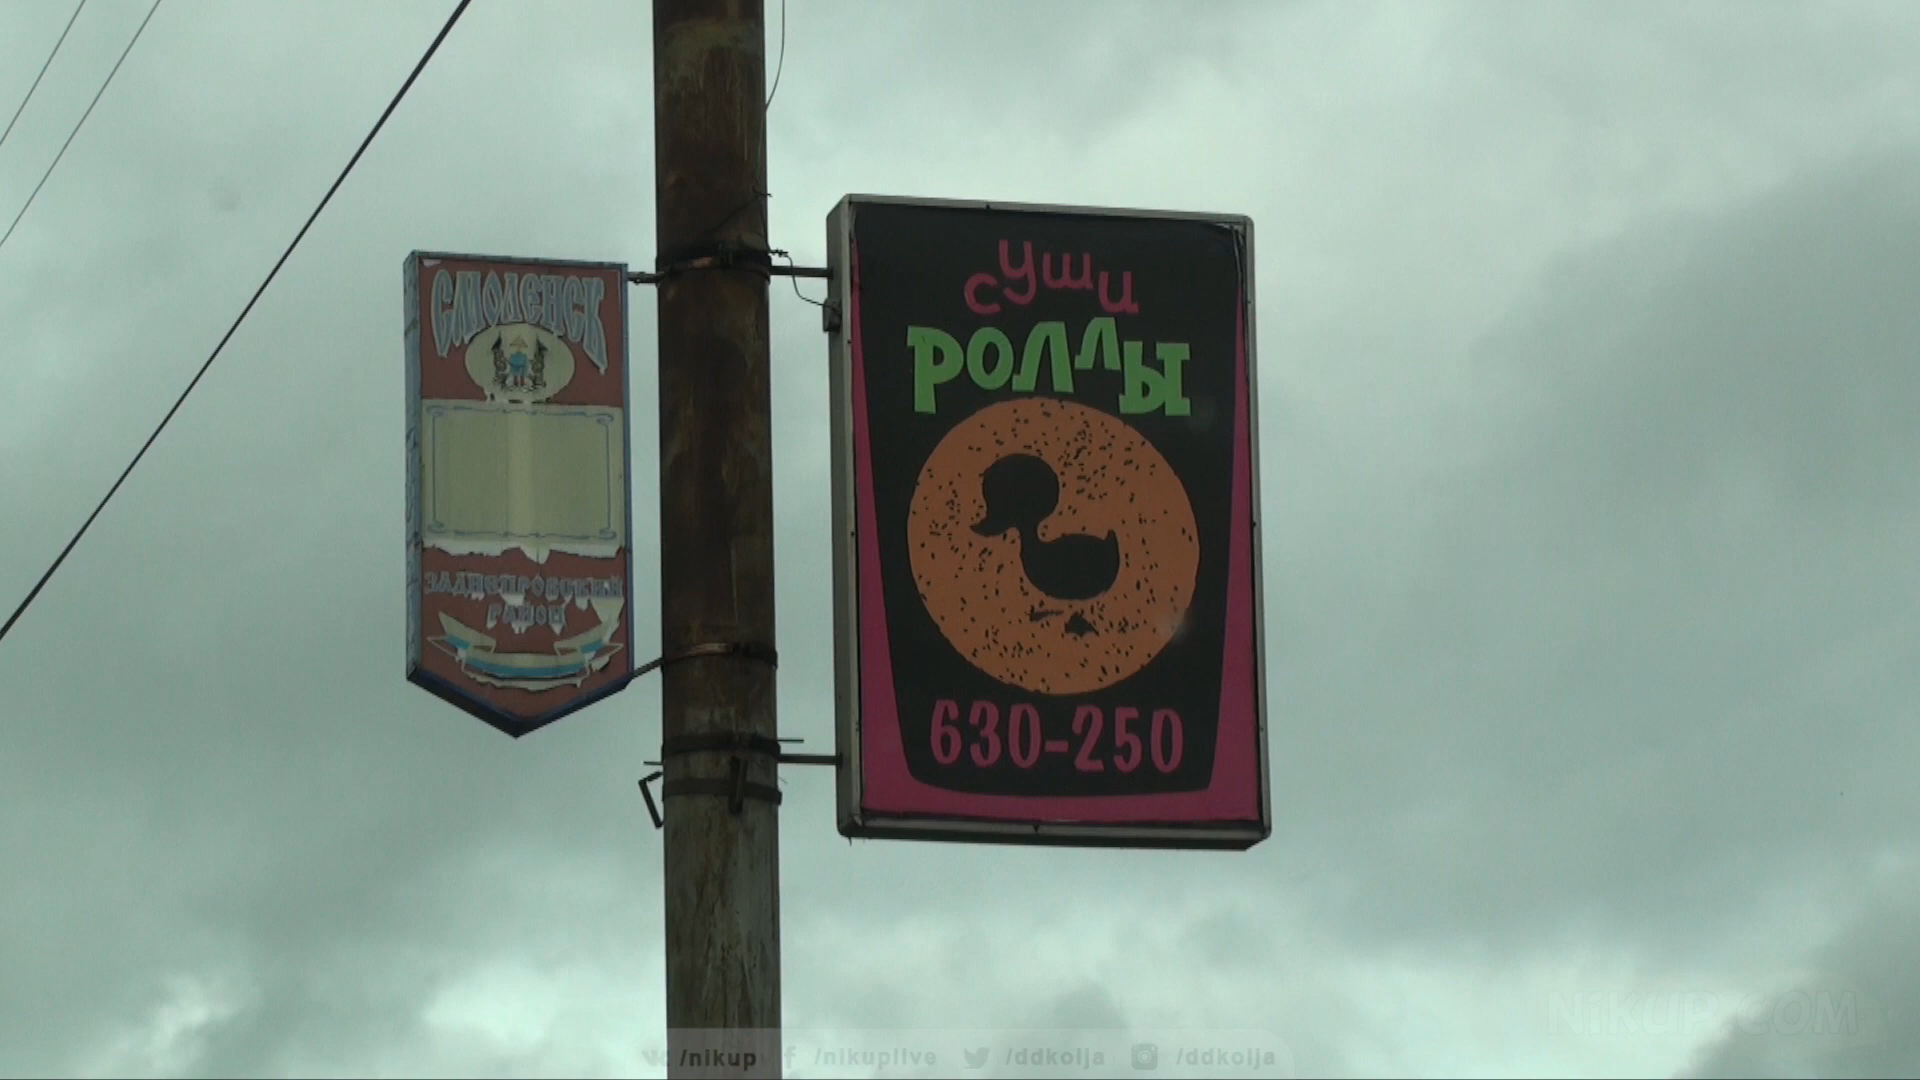 СМОЛЕНСК
ЗАДНЕПРОВСКИЙ
РАЙОН
суши
РОЛЛЫ
630-250
NIKUP.COM
/nikup /nikuplive /ddkolja /ddkolja